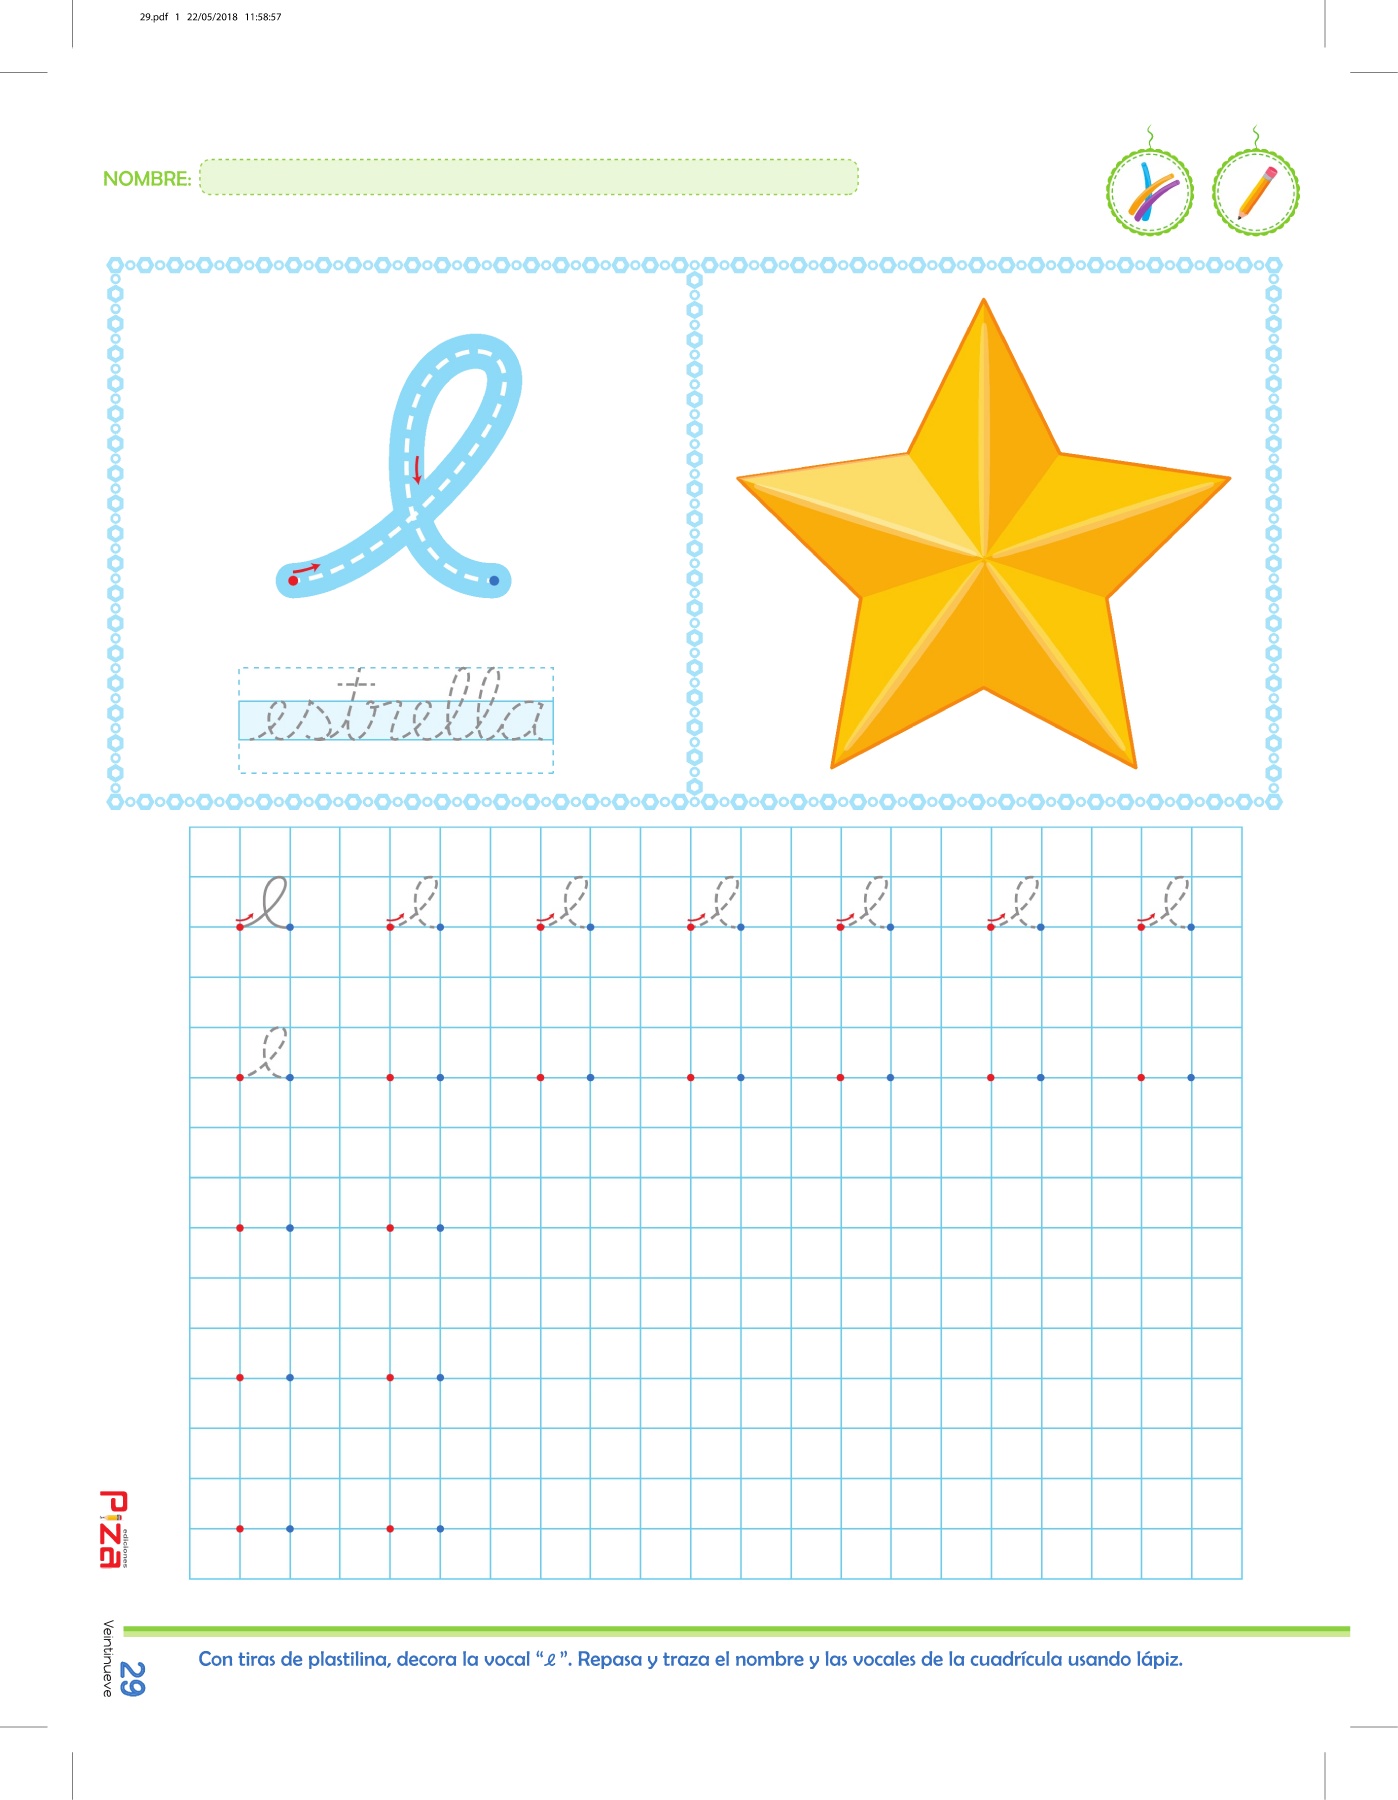 29.pdf 1 22/05/2018 11:58:57
NOMBRE:
e
estrella
e e e e e e e
e
Piza
ediciones
Veintinueve
29
Con tiras de plastilina, decora la vocal “e”. Repasa y traza el nombre y las vocales de la cuadrícula usando lápiz.